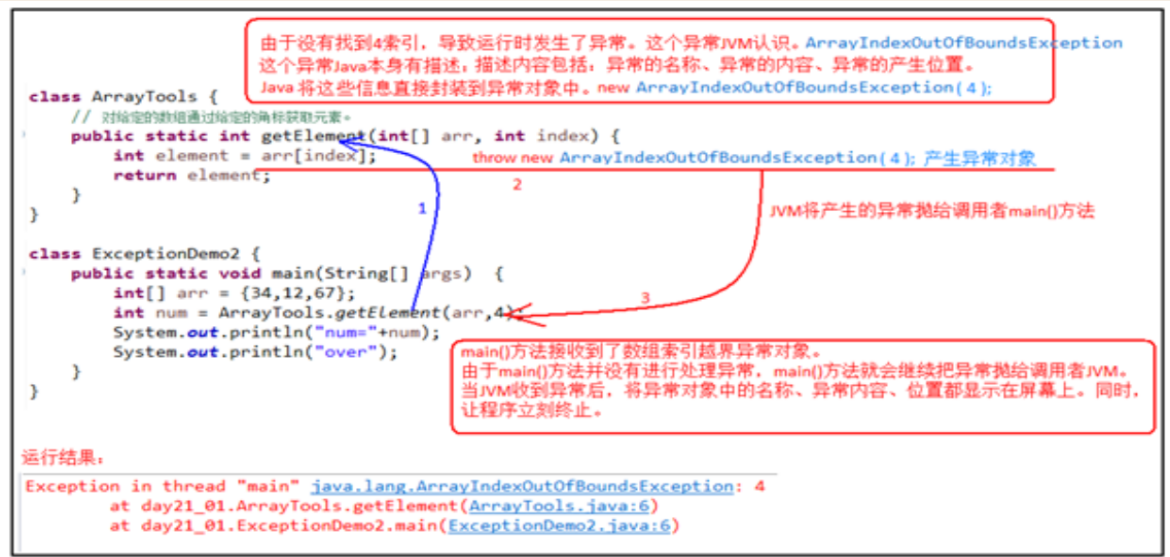 由于没有找到4索引，导致运行时发生了异常。这个异常JVM认识。ArrayIndexOutOfBoundsException
这个异常Java本身有描述：描述内容包括：异常的名称、异常的内容、异常的产生位置。
Java 将这些信息直接封装到异常对象中。new ArrayIndexOutOfBoundsException( 4 );
class ArrayTools {
// 对给定的数组通过给定的角标获取元素。
public static int getElement(int[] arr, int index) {
int element = arr[index];
throw new ArrayIndexOutOfBoundsException( 4 ); 产生异常对象
return element;
2
}
1
JVM将产生的异常抛给调用者main()方法
}
class ExceptionDemo2 {
public static void main(String[] args) {
int[] arr = {34,12,67};
3
int num = ArrayTools.getElement(arr,4);
System.out.println("num="+num);
System.out.println("over");
}
}
main()方法接收到了数组索引越界异常对象。
由于main()方法并没有进行处理异常，main()方法就会继续把异常抛给调用者JVM。
当JVM收到异常后，将异常对象中的名称、异常内容、位置都显示在屏幕上。同时，
让程序立刻终止。
运行结果：
Exception in thread "main" java.lang.ArrayIndexOutOfBoundsException: 4
at day21_01.ArrayTools.getElement(ArrayTools.java:6)
at day21_01.ExceptionDemo2.main(ExceptionDemo2.java:6)